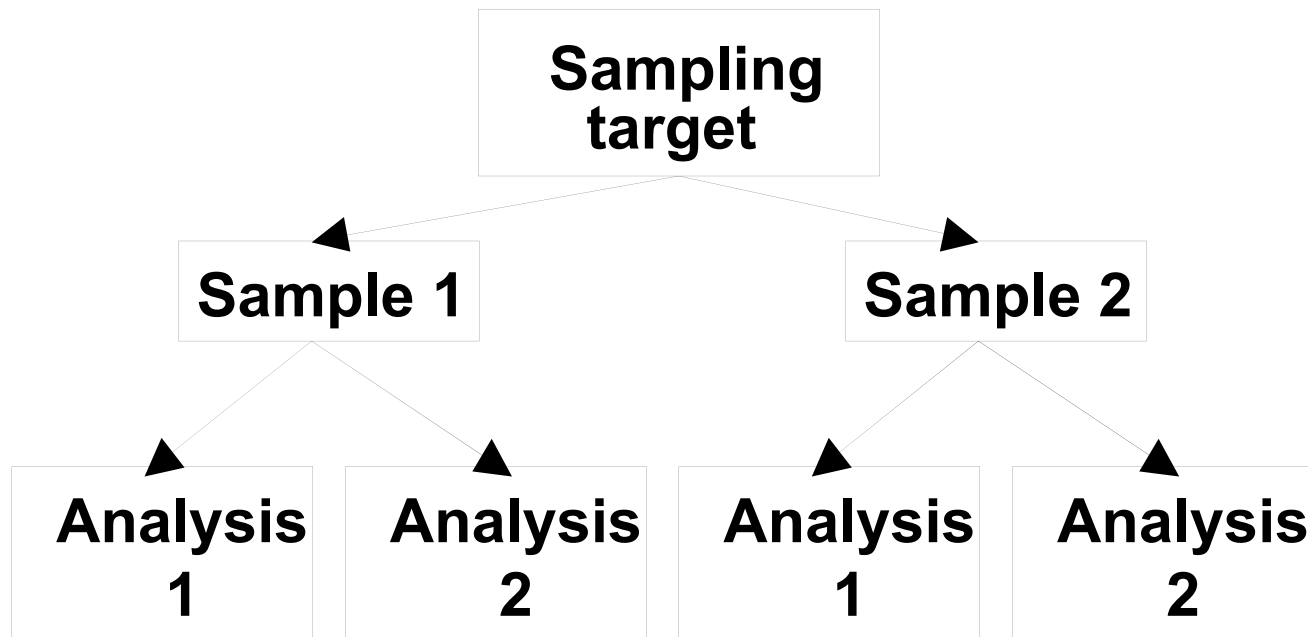 Sampling
target
Sample 1
Sample 2
Analysis
1
Analysis
2
Analysis
1
Analysis
2